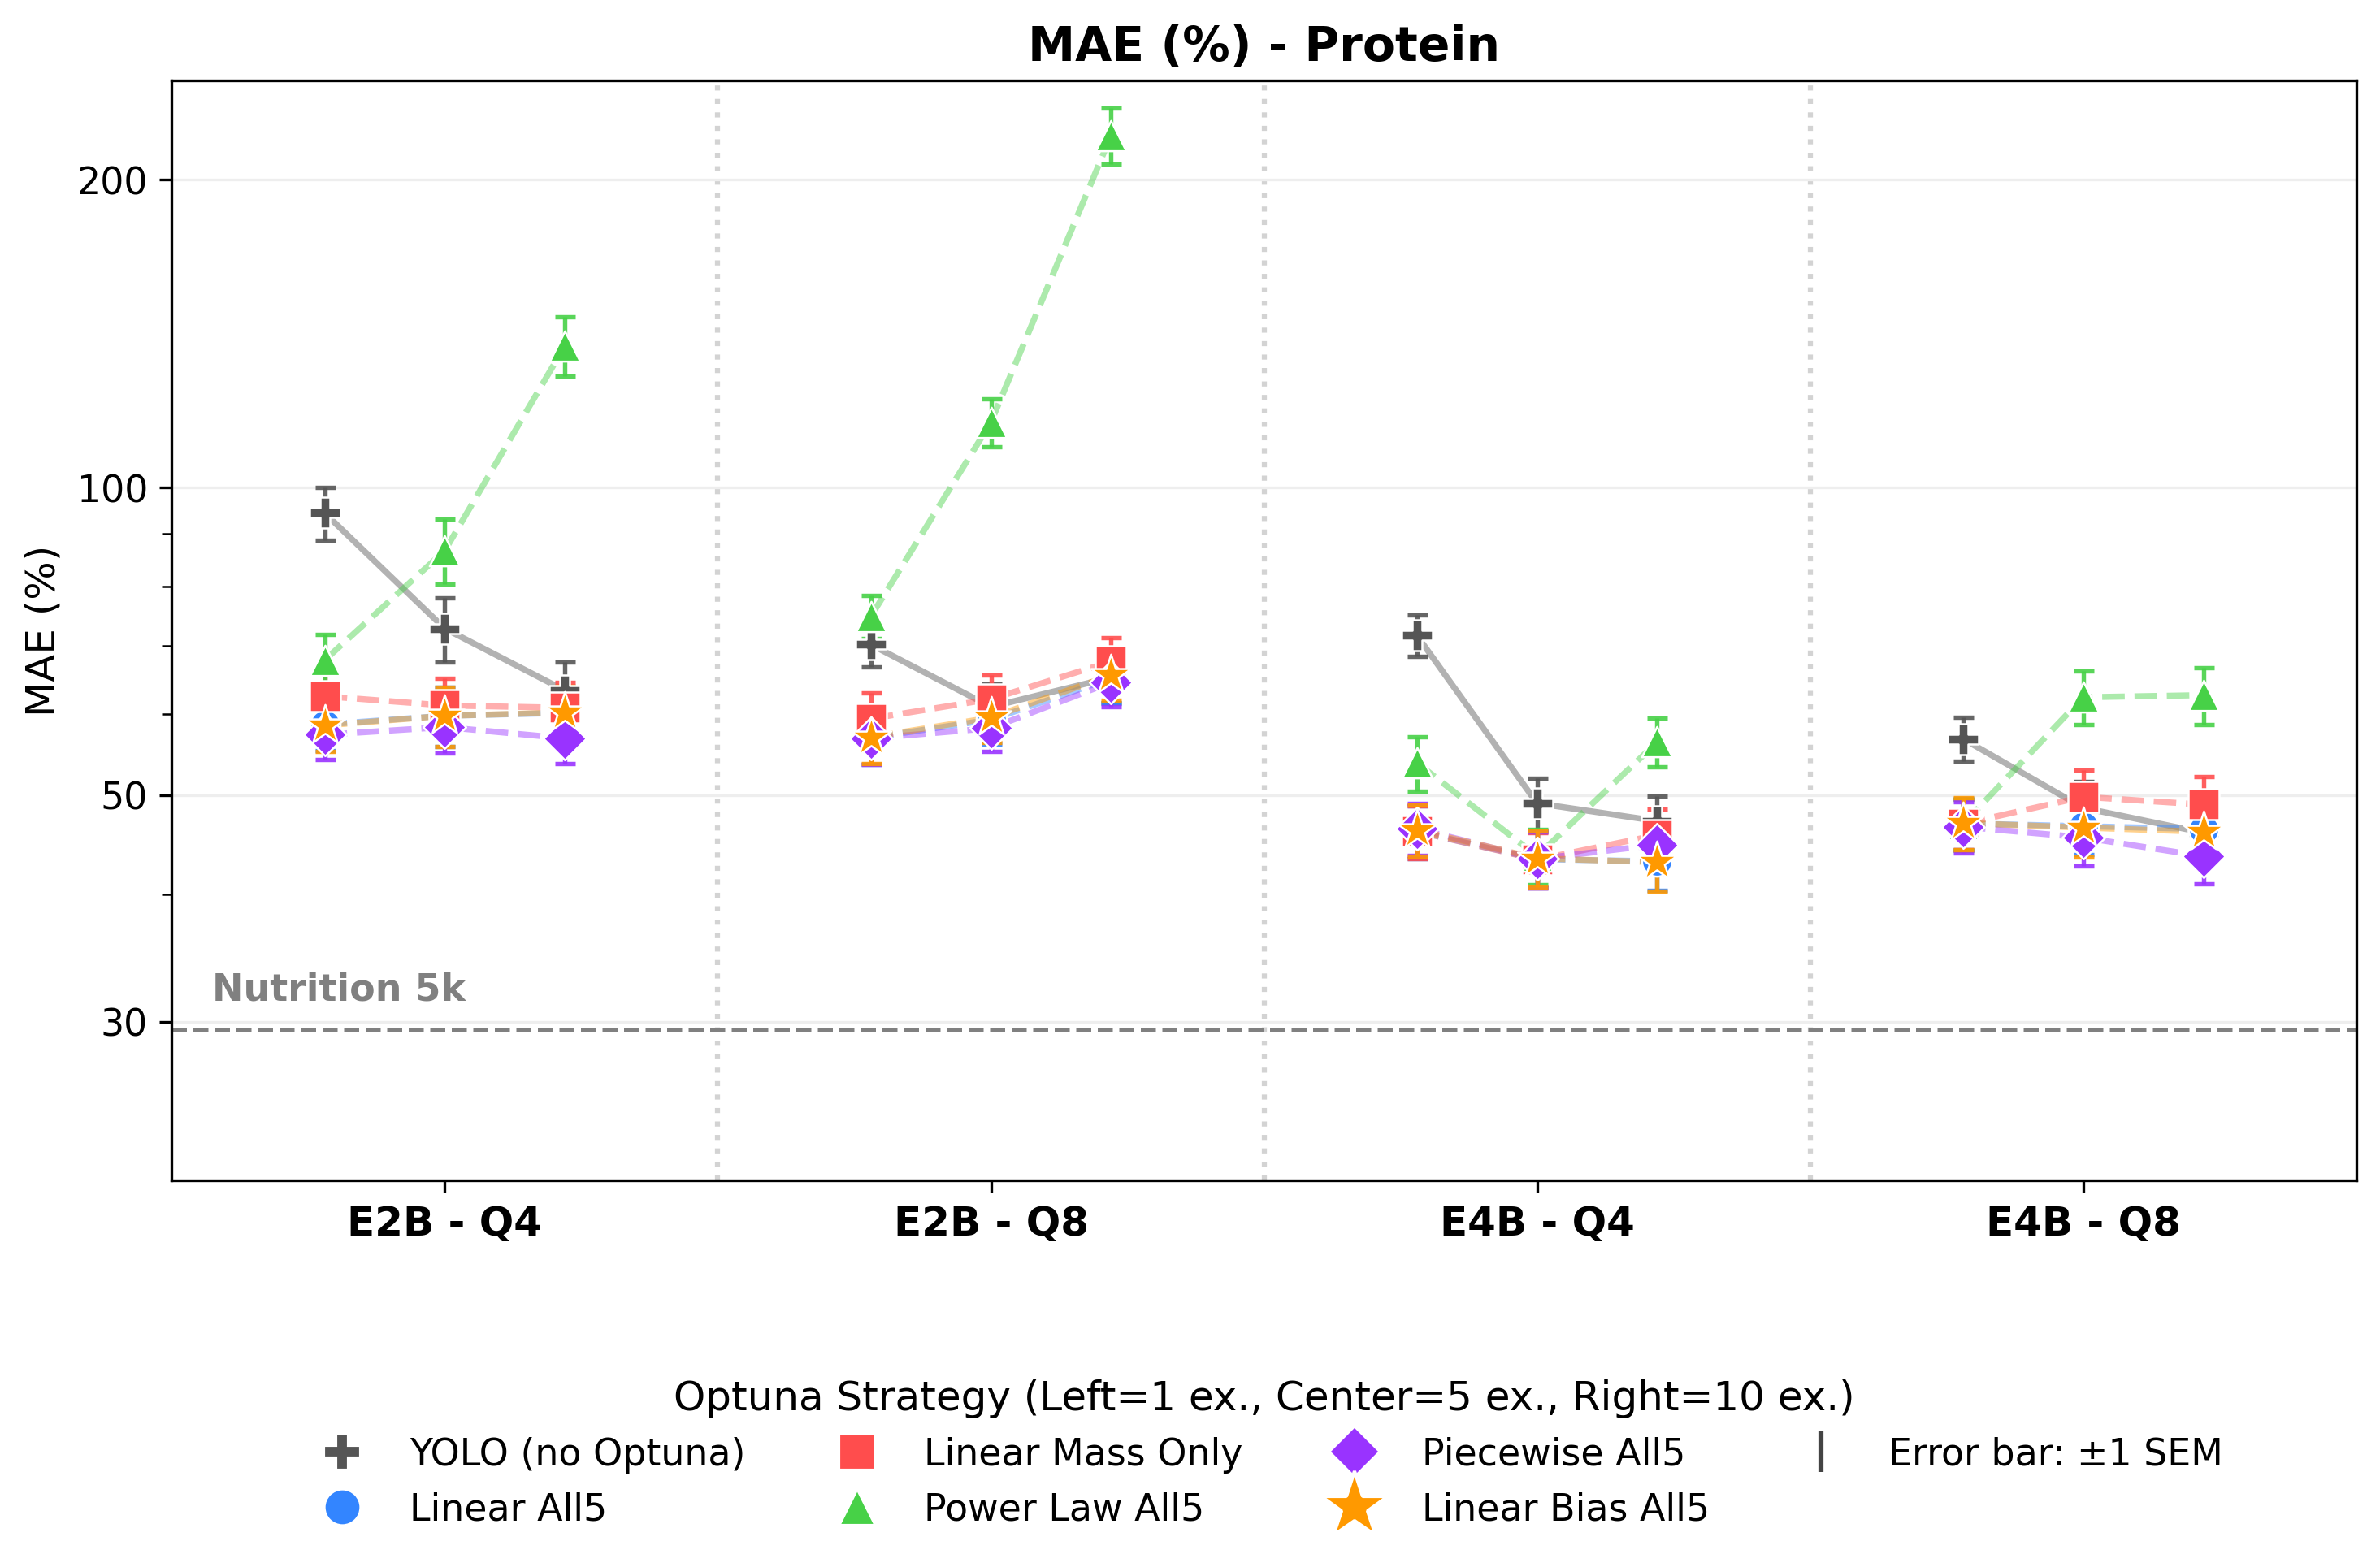 MAE (%) - Protein
MAE (%)
200
100
50
30
Nutrition 5k
E2B - Q4
E2B - Q8
E4B - Q4
E4B - Q8
Optuna Strategy (Left=1 ex., Center=5 ex., Right=10 ex.)
YOLO (no Optuna)
Linear Mass Only
Piecewise All5
Error bar: ±1 SEM
Linear All5
Power Law All5
Linear Bias All5